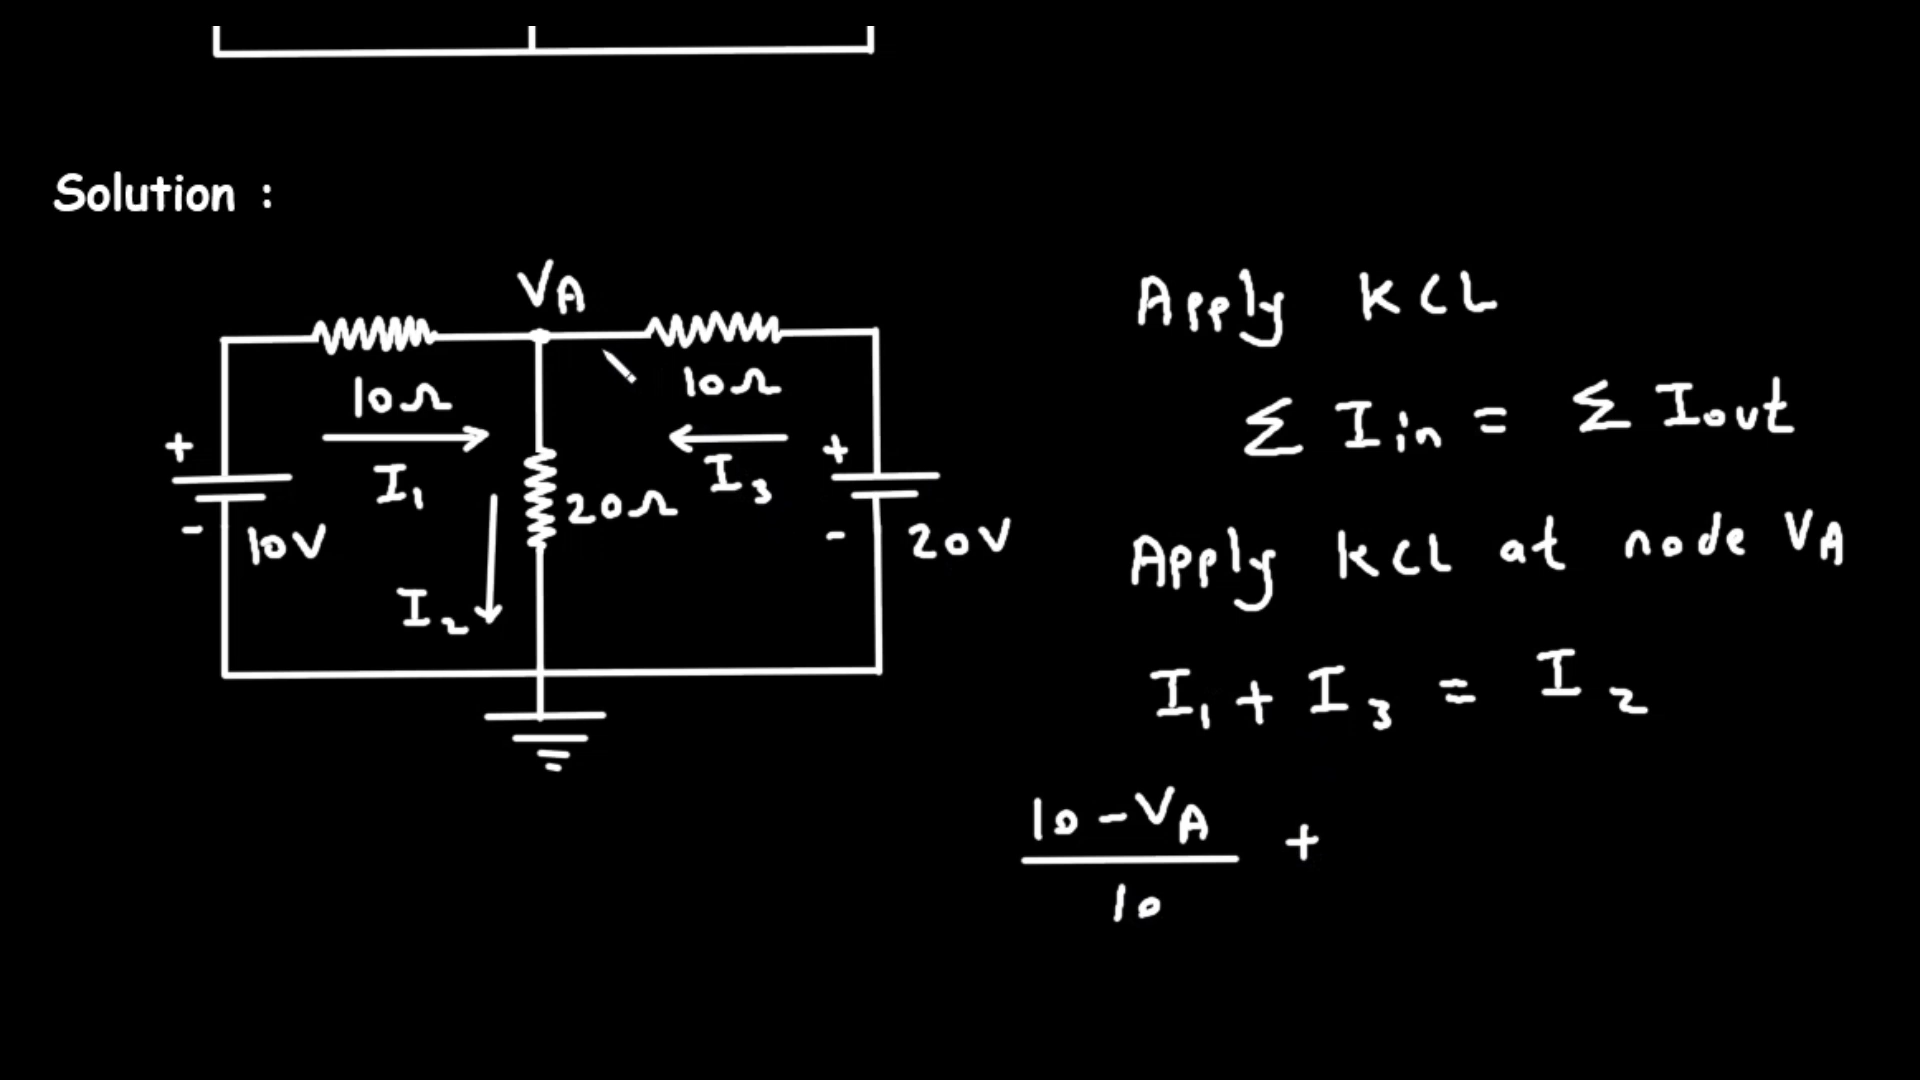 Solution :
VA
10Ω
10Ω
+
I1
I3
+
20Ω
-
10V
-
20V
I2
Apply KCL
Σ Iin = Σ Iout
Apply KCL at node VA
I1 + I3 = I2
10 - VA +
10